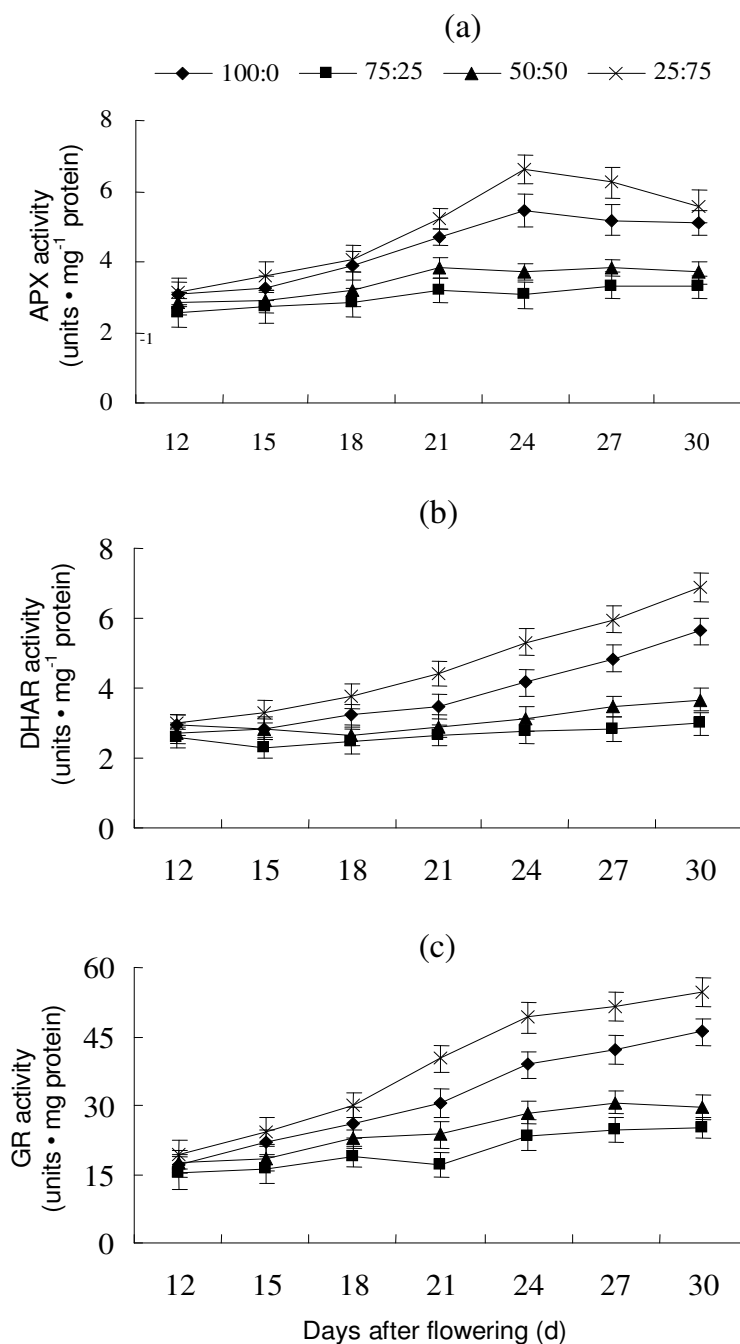 (a)
100:0 75:25 50:50 25:75
APX activity
(units • mg⁻¹ protein)
8
6
4
2
-1
0
12 15 18 21 24 27 30
(b)
DHAR activity
(units • mg⁻¹ protein)
8
6
4
2
0
12 15 18 21 24 27 30
(c)
GR activity
(units • mg protein)
60
45
30
15
0
12 15 18 21 24 27 30
Days after flowering (d)